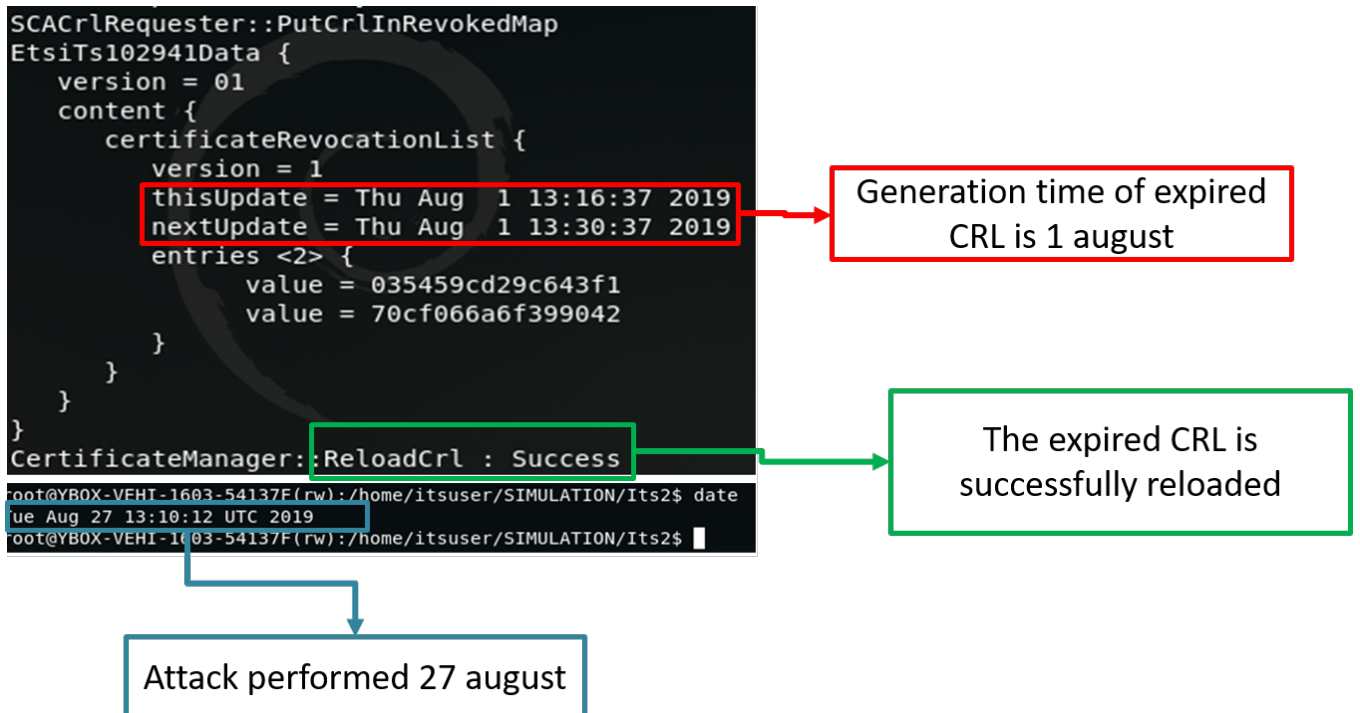 SCACrlRequester::PutCrlInRevokedMap
EtsiTs102941Data {
version = 01
content {
certificateRevocationList {
version = 1
thisUpdate = Thu Aug  1 13:16:37 2019
nextUpdate = Thu Aug  1 13:30:37 2019
entries <2> {
value = 035459cd29c643f1
value = 70cf066a6f399042
}
}
}
}
CertificateManager::ReloadCrl : Success
root@YBOX-VEHI-1603-54137F(rw):/home/itsuser/SIMULATION/Its2$ date
Tue Aug 27 13:10:12 UTC 2019
root@YBOX-VEHI-1603-54137F(rw):/home/itsuser/SIMULATION/Its2$
Generation time of expired
CRL is 1 august
The expired CRL is
successfully reloaded
Attack performed 27 august